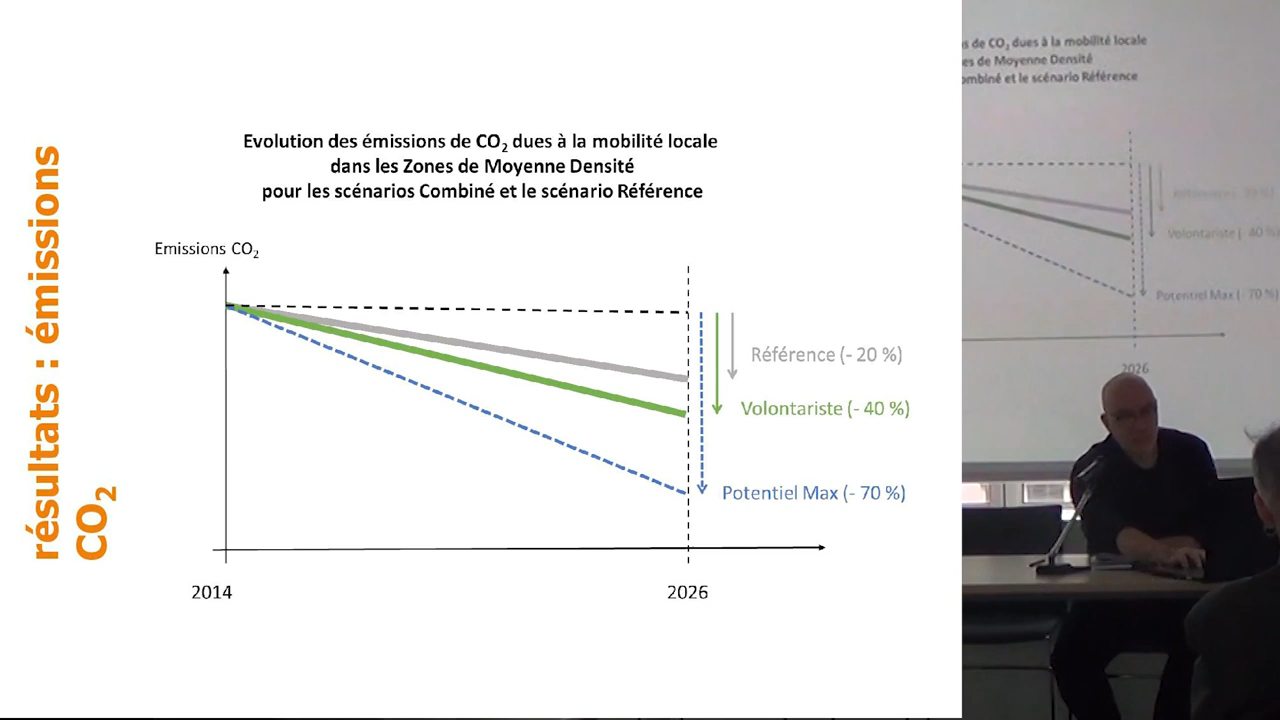 résultats : émissions
CO₂
Evolution des émissions de CO₂ dues à la mobilité locale
dans les Zones de Moyenne Densité
pour les scénarios Combiné et le scénario Référence
Emissions CO₂
Référence (- 20 %)
Volontariste (- 40 %)
Potentiel Max (- 70 %)
2014
2026
de CO₂ dues à la mobilité locale
de Moyenne Densité
et le scénario Référence
Volontariste (- 40 %)
Potentiel Max (- 70 %)
2026